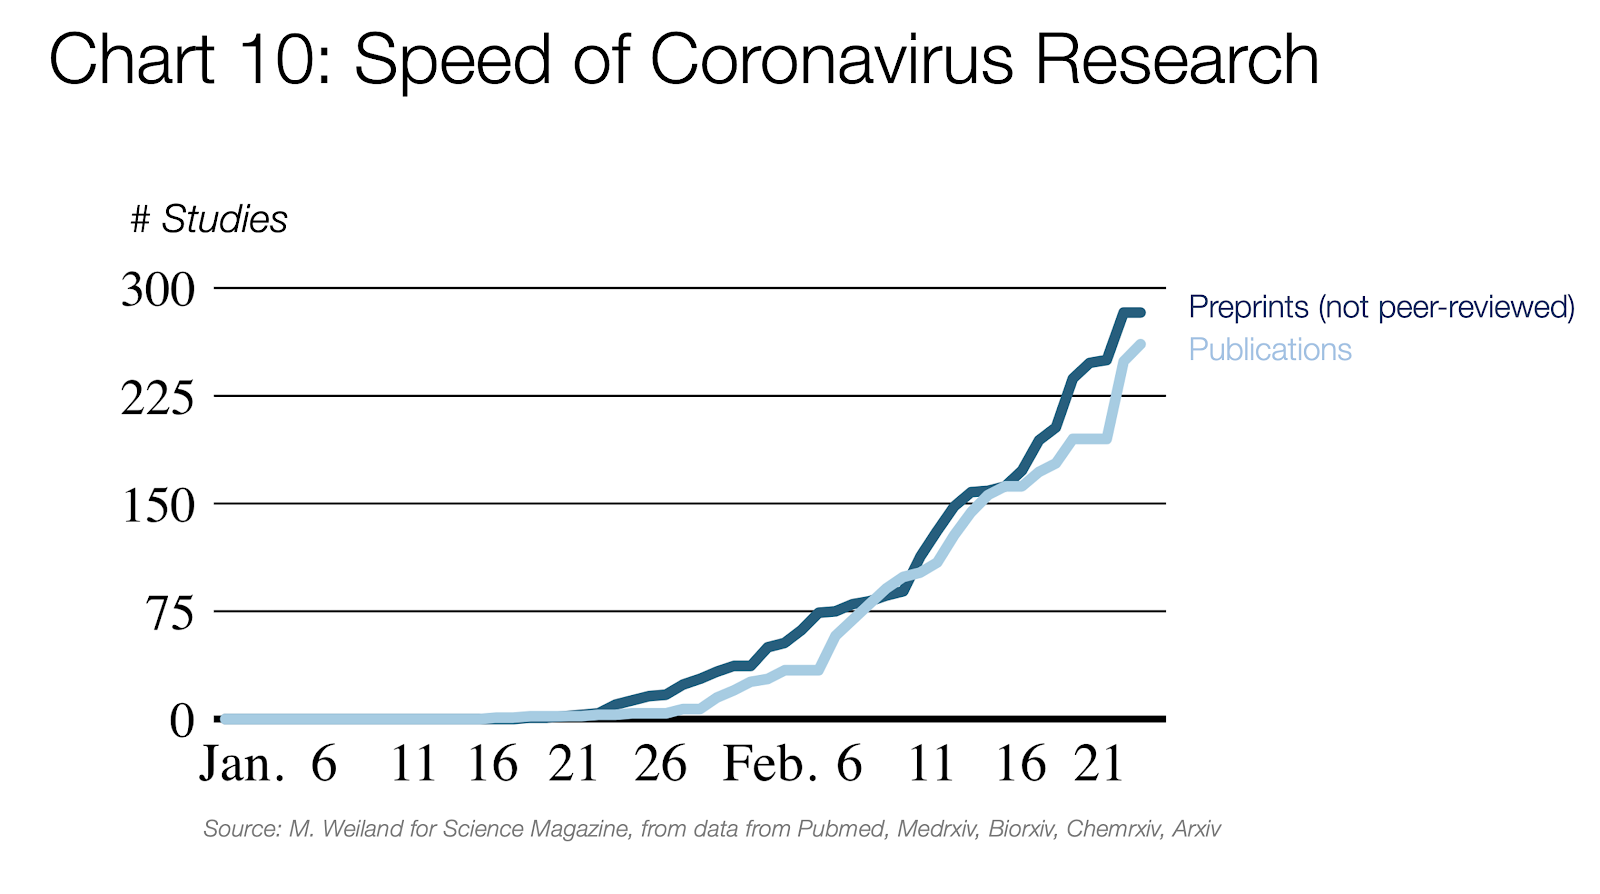 Chart 10: Speed of Coronavirus Research
# Studies
300
Preprints (not peer-reviewed)
Publications
225
150
75
0
Jan. 6 11 16 21 26 Feb. 6 11 16 21
Source: M. Weiland for Science Magazine, from data from Pubmed, Medrxiv, Biorxiv, Chemrxiv, Arxiv